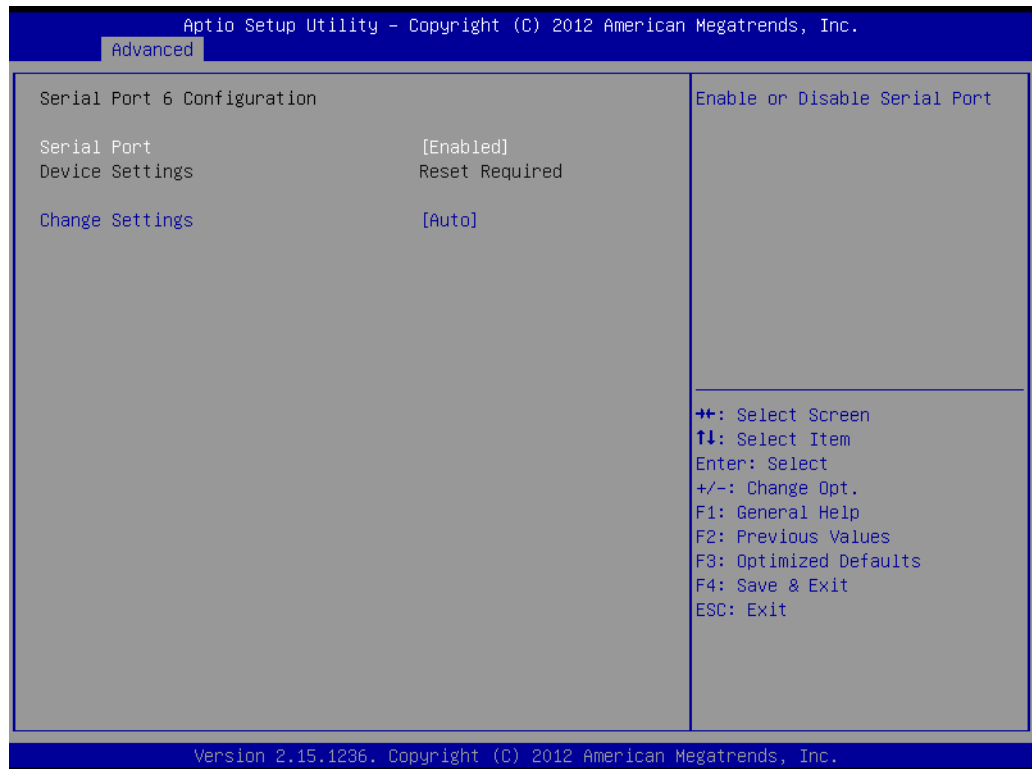 Aptio Setup Utility – Copyright (C) 2012 American Megatrends, Inc.
Advanced
Serial Port 6 Configuration
Serial Port [Enabled]
Device Settings Reset Required
Change Settings [Auto]
Enable or Disable Serial Port
→←: Select Screen
↑↓: Select Item
Enter: Select
+/-: Change Opt.
F1: General Help
F2: Previous Values
F3: Optimized Defaults
F4: Save & Exit
ESC: Exit
Version 2.15.1236. Copyright (C) 2012 American Megatrends, Inc.